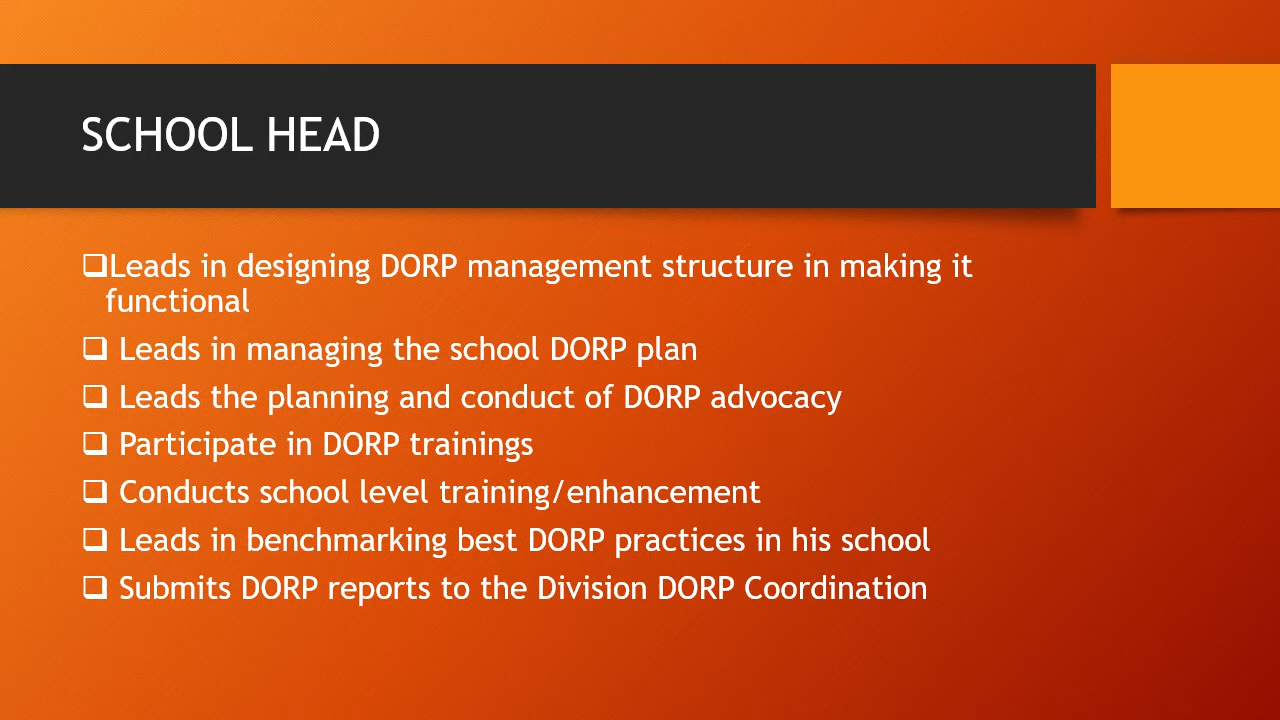 SCHOOL HEAD
❑Leads in designing DORP management structure in making it
functional
❑ Leads in managing the school DORP plan
❑ Leads the planning and conduct of DORP advocacy
❑ Participate in DORP trainings
❑ Conducts school level training/enhancement
❑ Leads in benchmarking best DORP practices in his school
❑ Submits DORP reports to the Division DORP Coordination